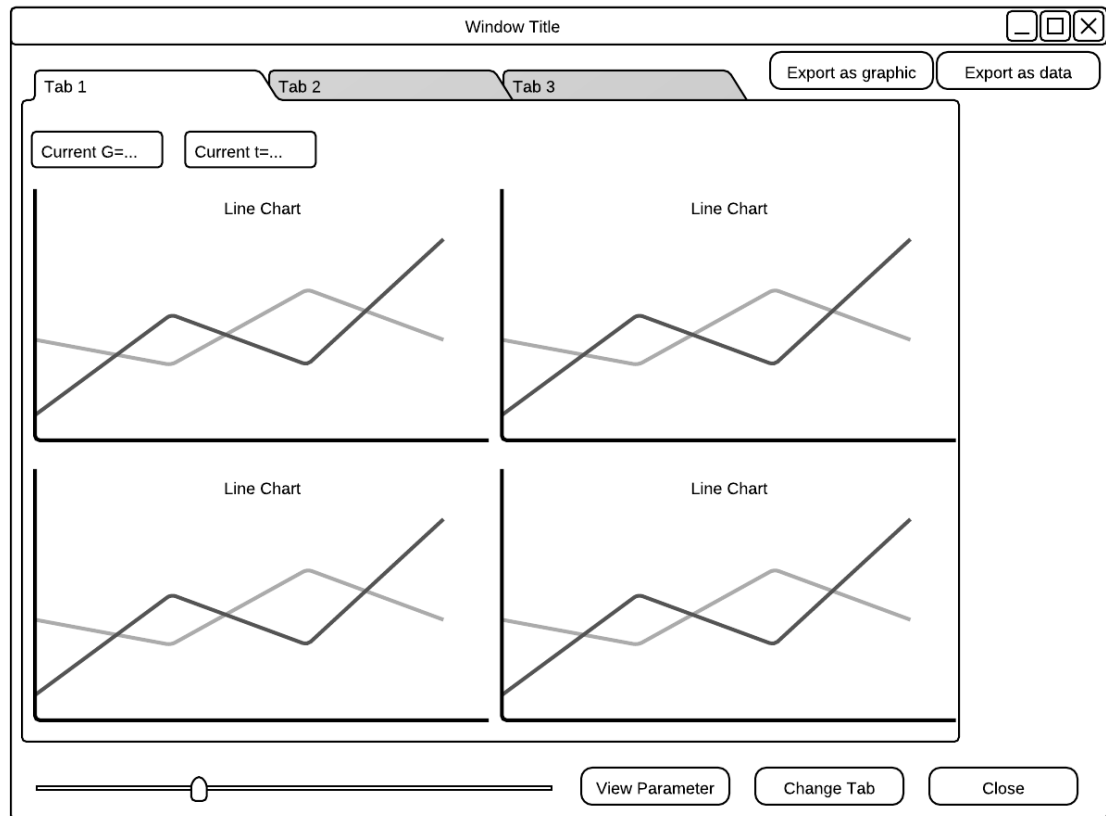 Window Title
Export as graphic
Export as data
Tab 1
Tab 2
Tab 3
Current G=...
Current t=...
Line Chart
Line Chart
Line Chart
Line Chart
View Parameter
Change Tab
Close